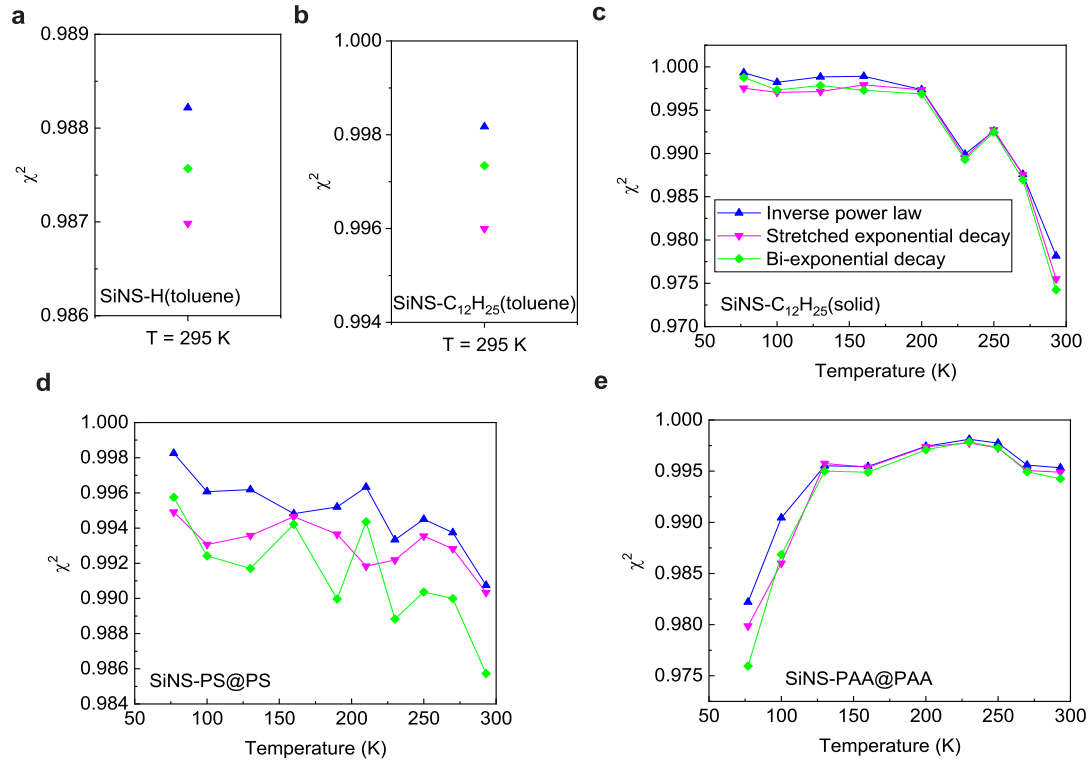 a
0.989
0.988
0.987
0.986
χ²
SiNS-H(toluene)
T = 295 K
b
1.000
0.998
0.996
0.994
χ²
SiNS-C₁₂H₂₅(toluene)
T = 295 K
c
1.000
0.995
0.990
0.985
0.980
0.975
0.970
χ²
Inverse power law
Stretched exponential decay
Bi-exponential decay
SiNS-C₁₂H₂₅(solid)
50 100 150 200 250 300
Temperature (K)
d
1.000
0.998
0.996
0.994
0.992
0.990
0.988
0.986
0.984
χ²
SiNS-PS@PS
50 100 150 200 250 300
Temperature (K)
e
1.000
0.995
0.990
0.985
0.980
0.975
χ²
SiNS-PAA@PAA
50 100 150 200 250 300
Temperature (K)